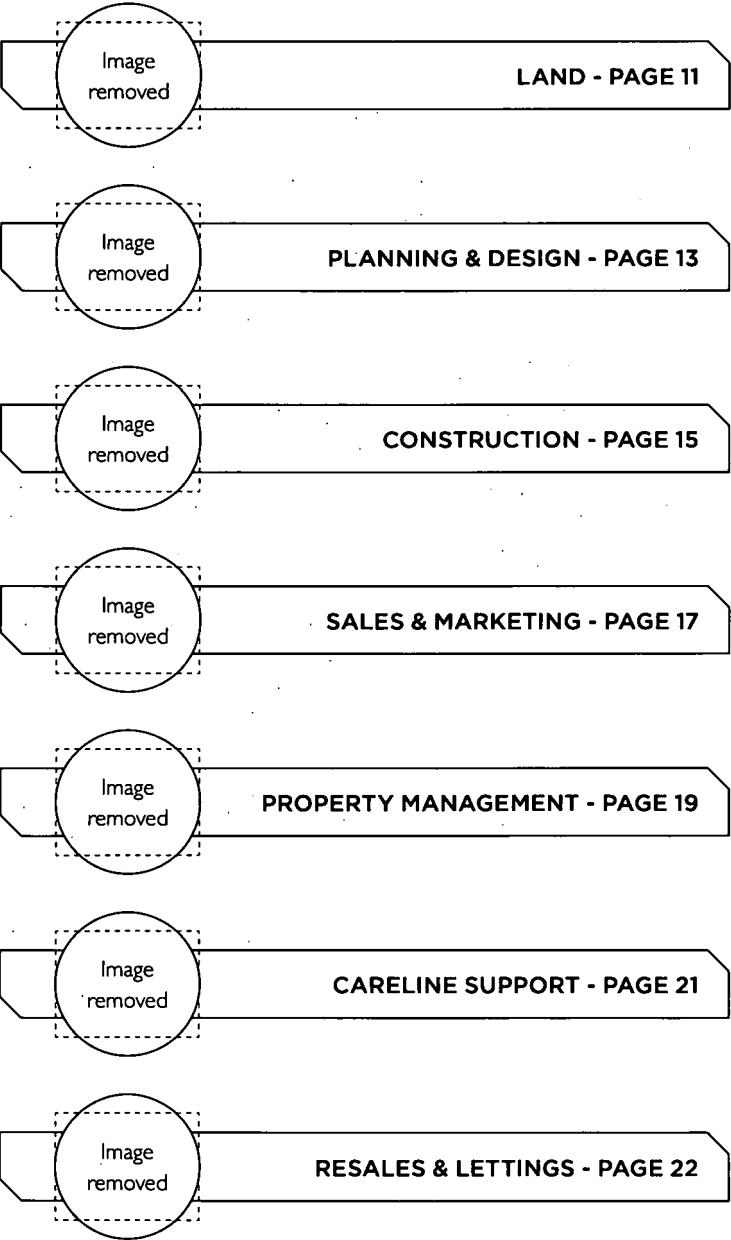 Image
removed
LAND - PAGE 11
Image
removed
PLANNING & DESIGN - PAGE 13
Image
removed
CONSTRUCTION - PAGE 15
Image
removed
SALES & MARKETING - PAGE 17
Image
removed
PROPERTY MANAGEMENT - PAGE 19
Image
removed
CARELINE SUPPORT - PAGE 21
Image
removed
RESALES & LETTINGS - PAGE 22